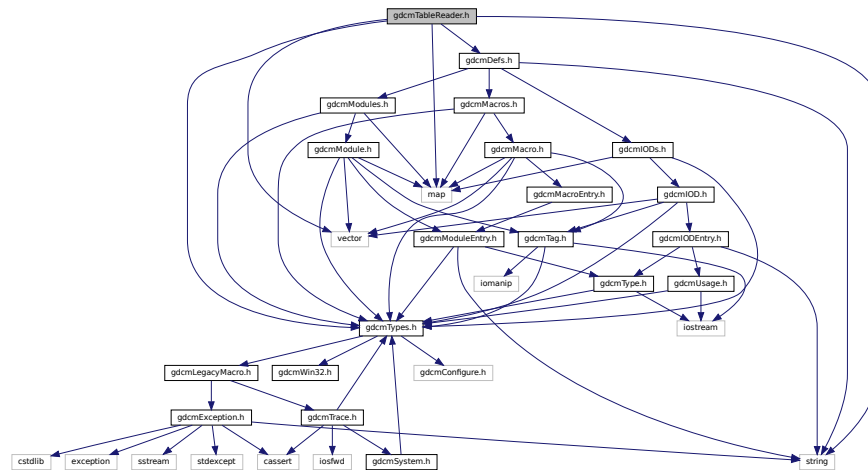 gdcmTableReader.h
gdcmDefs.h
gdcmModules.h
gdcmMacros.h
gdcmModule.h
gdcmMacro.h
gdcmIODs.h
map
gdcmMacroEntry.h
gdcmIOD.h
vector
gdcmModuleEntry.h
gdcmTag.h
gdcmIODEntry.h
iomanip
gdcmType.h
gdcmUsage.h
gdcmTypes.h
iostream
gdcmLegacyMacro.h
gdcmWin32.h
gdcmConfigure.h
gdcmException.h
gdcmTrace.h
cstdlib
exception
sstream
stdexcept
cassert
iosfwd
gdcmSystem.h
string